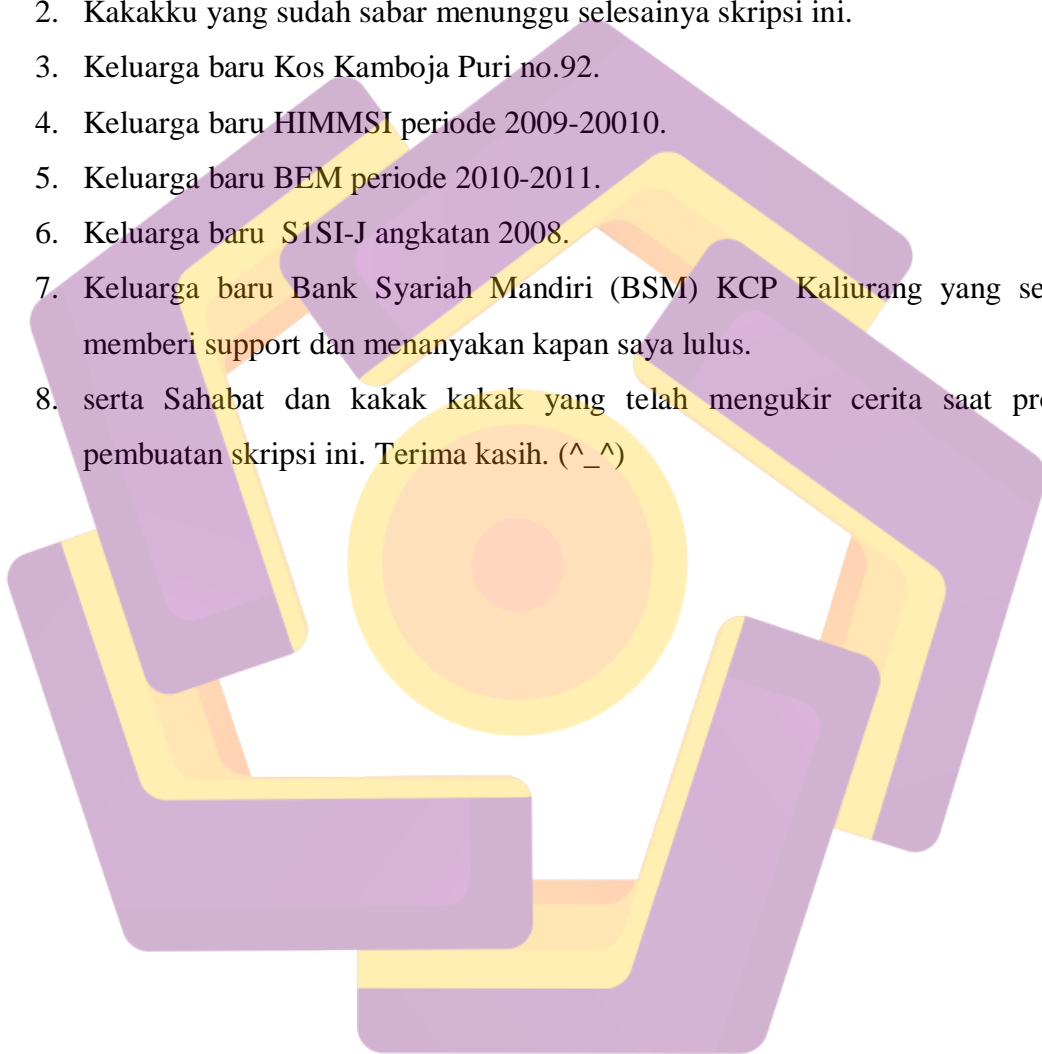 2. Kakakku yang sudah sabar menunggu selesainya skripsi ini.
3. Keluarga baru Kos Kamboja Puri no.92.
4. Keluarga baru HIMMSI periode 2009-20010.
5. Keluarga baru BEM periode 2010-2011.
6. Keluarga baru S1SI-J angkatan 2008.
7. Keluarga baru Bank Syariah Mandiri (BSM) KCP Kaliurang yang
memberi support dan menanyakan kapan saya lulus.
8. serta Sahabat dan kakak kakak yang telah mengukir cerita saat
pembuatan skripsi ini. Terima kasih. (^_^)